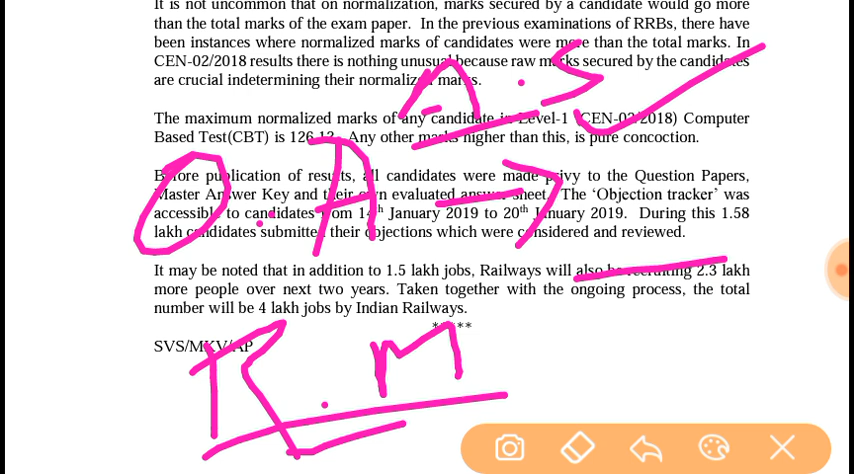 It is not uncommon that on normalization, marks secured by a candidate would go more
than the total marks of the exam paper. In the previous examinations of RRBs, there have
been instances where normalized marks of candidates were more than the total marks. In
CEN-02/2018 results there is nothing unusual because raw marks secured by the candidates
are crucial indetermining their normalized marks.
The maximum normalized marks of any candidate in Level-1 (CEN-02/2018) Computer
Based Test(CBT) is 126.13. Any other marks higher than this, is pure concoction.
Before publication of results, all candidates were made privy to the Question Papers,
Master Answer Key and their own evaluated answer sheet. The ‘Objection tracker’ was
accessible to candidates from 14th January 2019 to 20th January 2019. During this 1.58
lakh candidates submitted their objections which were considered and reviewed.
It may be noted that in addition to 1.5 lakh jobs, Railways will also be recruiting 2.3 lakh
more people over next two years. Taken together with the ongoing process, the total
number will be 4 lakh jobs by Indian Railways.
*****
SVS/MKV/AP
R.M